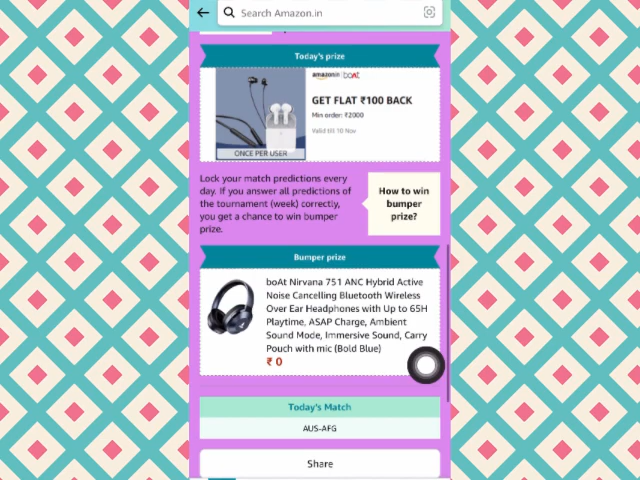 Search Amazon.in
Today's prize
amazon.in | boAt
GET FLAT ₹100 BACK
Min order: ₹2000
Valid till 10 Nov
ONCE PER USER
Lock your match predictions every
day. If you answer all predictions of
the tournament (week) correctly,
you get a chance to win bumper
prize.
How to win
bumper
prize?
Bumper prize
boAt Nirvana 751 ANC Hybrid Active
Noise Cancelling Bluetooth Wireless
Over Ear Headphones with Up to 65H
Playtime, ASAP Charge, Ambient
Sound Mode, Immersive Sound, Carry
Pouch with mic (Bold Blue)
₹ 0
Today's Match
AUS-AFG
Share